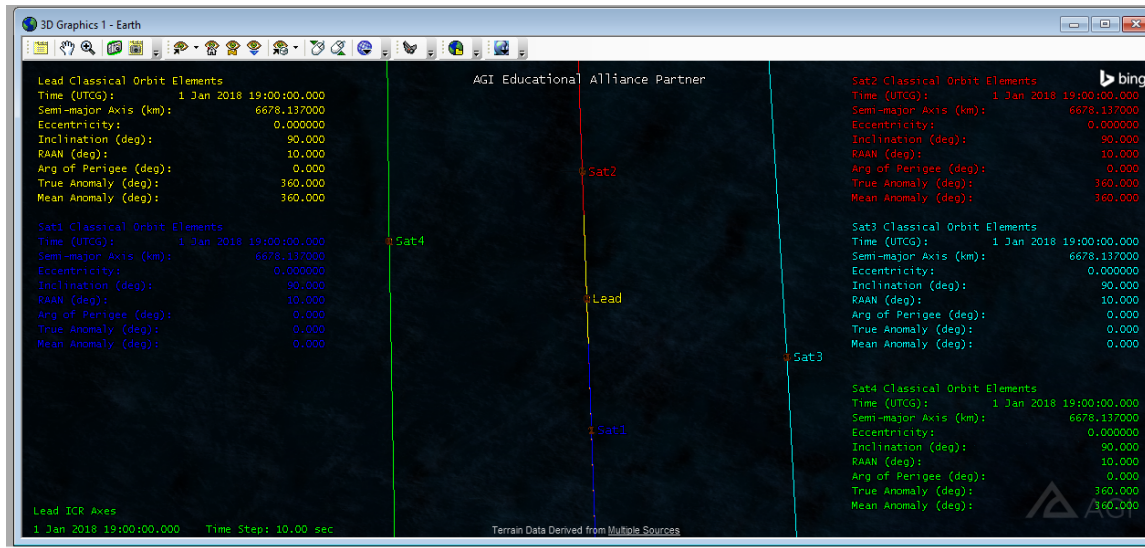 3D Graphics 1 - Earth
AGI Educational Alliance Partner
bing
Lead Classical Orbit Elements
Time (UTCG): 1 Jan 2018 19:00:00.000
Semi-major Axis (km): 6678.137000
Eccentricity: 0.000000
Inclination (deg): 90.000
RAAN (deg): 10.000
Arg of Perigee (deg): 0.000
True Anomaly (deg): 360.000
Mean Anomaly (deg): 360.000
Sat1 Classical Orbit Elements
Time (UTCG): 1 Jan 2018 19:00:00.000
Semi-major Axis (km): 6678.137000
Eccentricity: 0.000000
Inclination (deg): 90.000
RAAN (deg): 10.000
Arg of Perigee (deg): 0.000
True Anomaly (deg): 0.000
Mean Anomaly (deg): 0.000
Sat2
Sat4
Lead
Sat3
Sat1
Sat2 Classical Orbit Elements
Time (UTCG): 1 Jan 2018 19:00:00.000
Semi-major Axis (km): 6678.137000
Eccentricity: 0.000000
Inclination (deg): 90.000
RAAN (deg): 10.000
Arg of Perigee (deg): 0.000
True Anomaly (deg): 360.000
Mean Anomaly (deg): 360.000
Sat3 Classical Orbit Elements
Time (UTCG): 1 Jan 2018 19:00:00.000
Semi-major Axis (km): 6678.137000
Eccentricity: 0.000000
Inclination (deg): 90.000
RAAN (deg): 10.000
Arg of Perigee (deg): 0.000
True Anomaly (deg): 0.000
Mean Anomaly (deg): 0.000
Sat4 Classical Orbit Elements
Time (UTCG): 1 Jan 2018 19:00:00.000
Semi-major Axis (km): 6678.137000
Eccentricity: 0.000000
Inclination (deg): 90.000
RAAN (deg): 10.000
Arg of Perigee (deg): 0.000
True Anomaly (deg): 360.000
Mean Anomaly (deg): 360.000
AGI
Lead ICR Axes
1 Jan 2018 19:00:00.000 Time Step: 10.00 sec
Terrain Data Derived from Multiple Sources